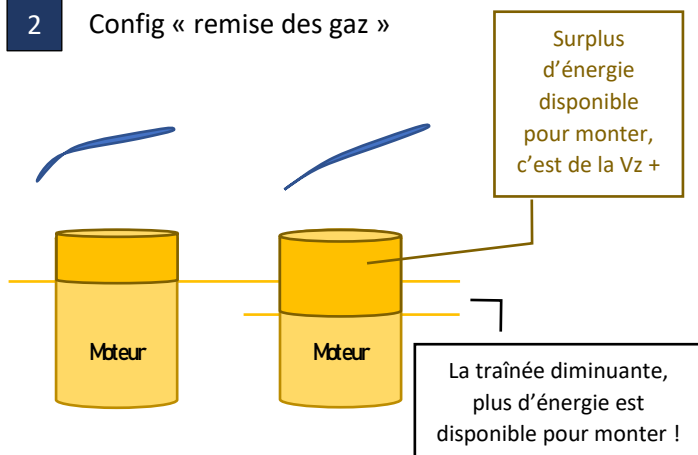 2
Config « remise des gaz »
Surplus
d’énergie
disponible
pour monter,
c’est de la Vz +
Moteur
Moteur
La traînée diminuante,
plus d’énergie est
disponible pour monter !